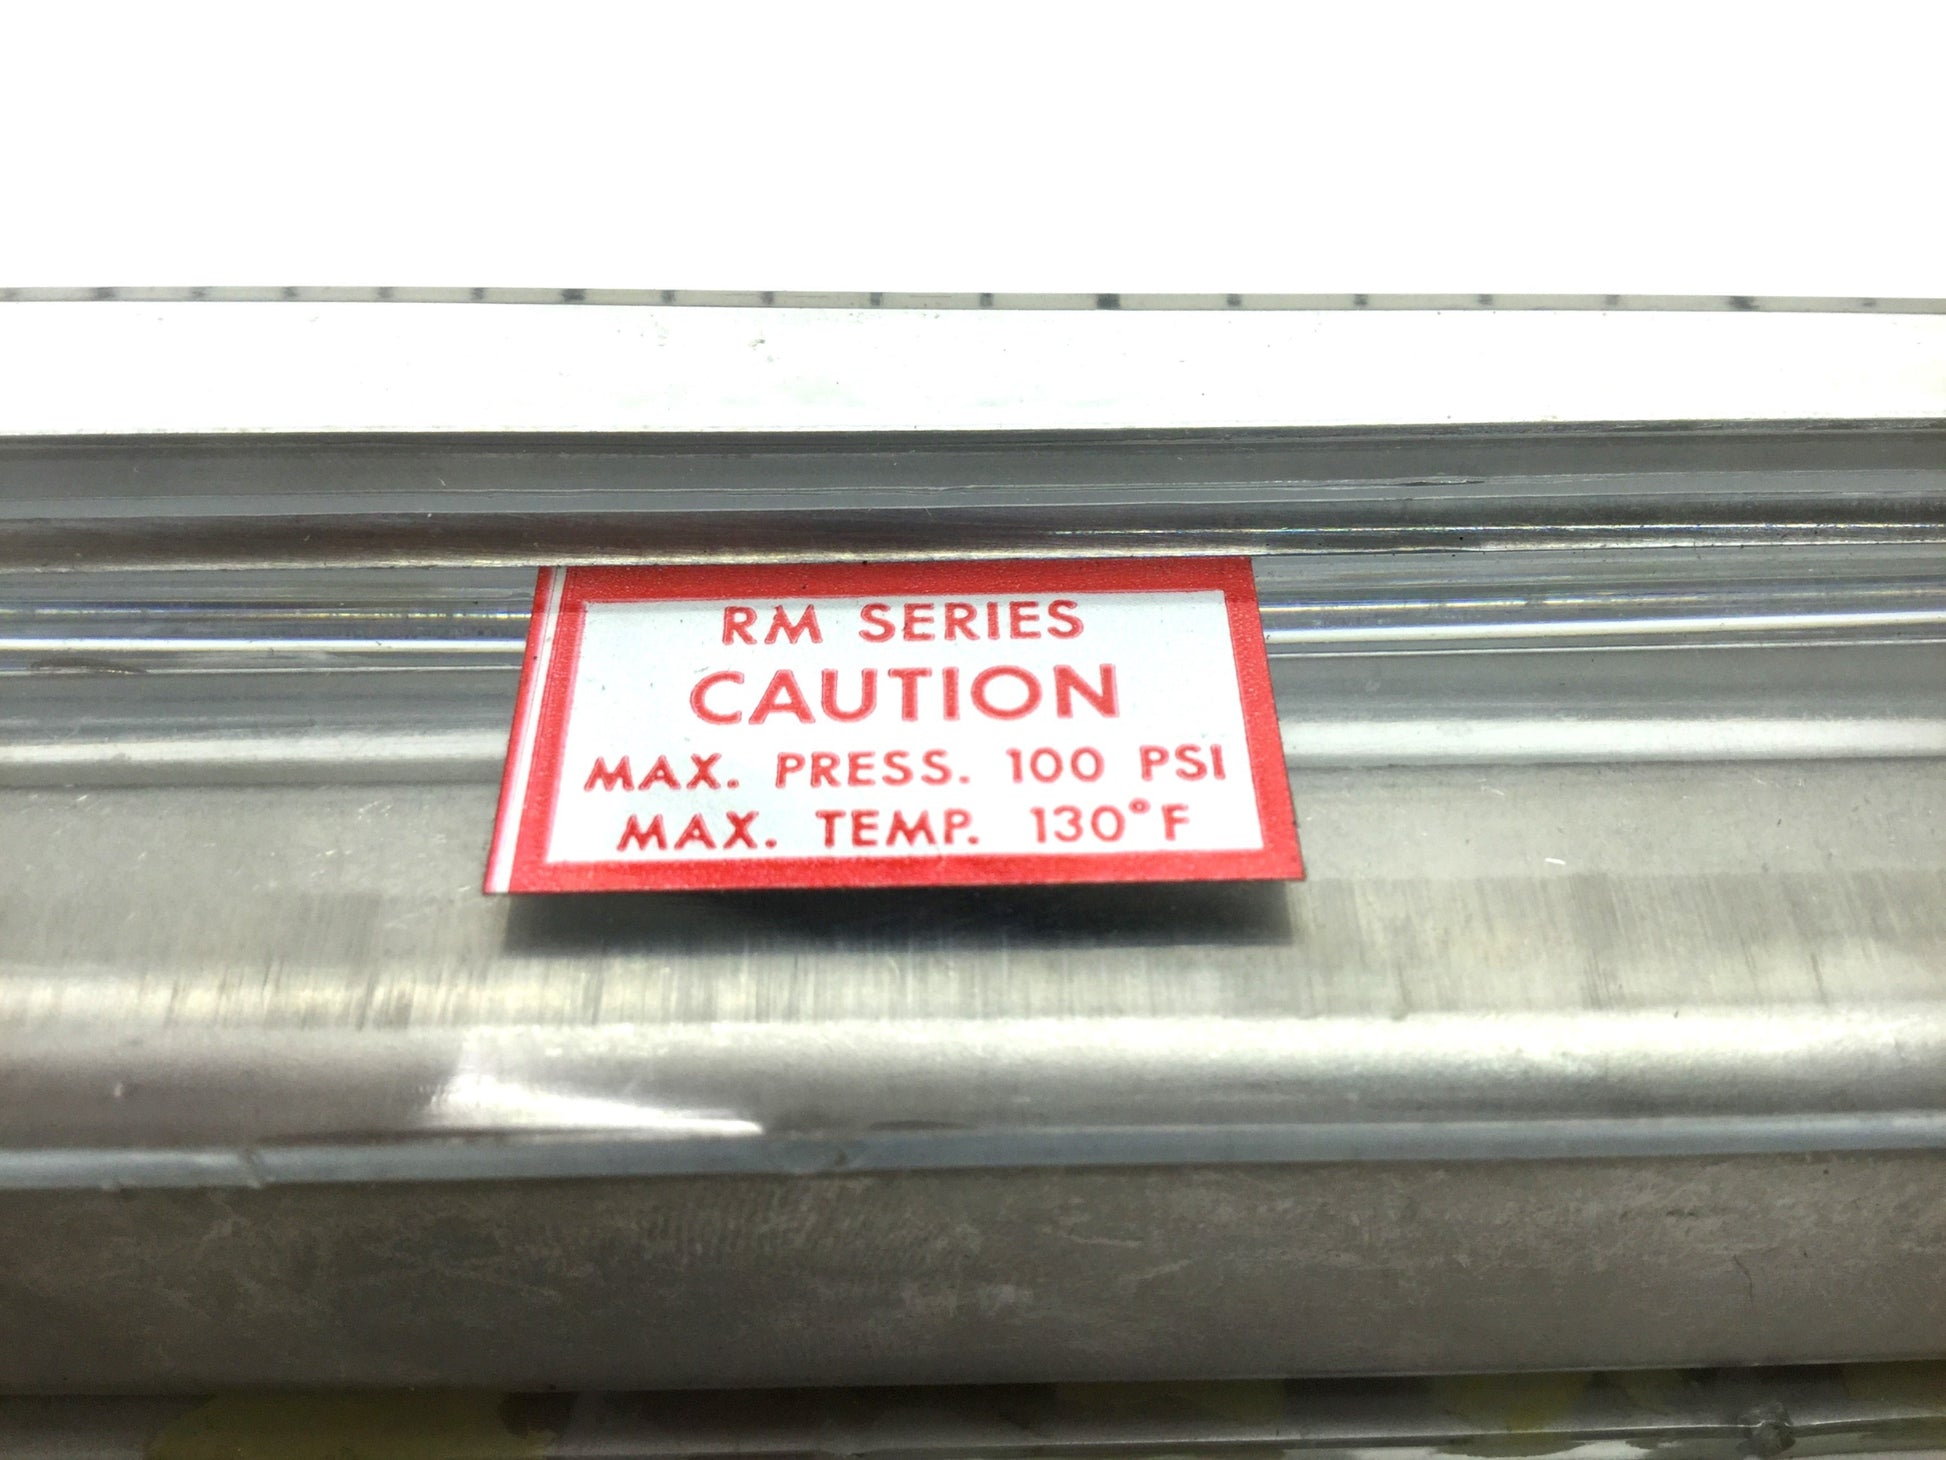 RM SERIES
CAUTION
MAX. PRESS. 100 PSI
MAX. TEMP. 130°F